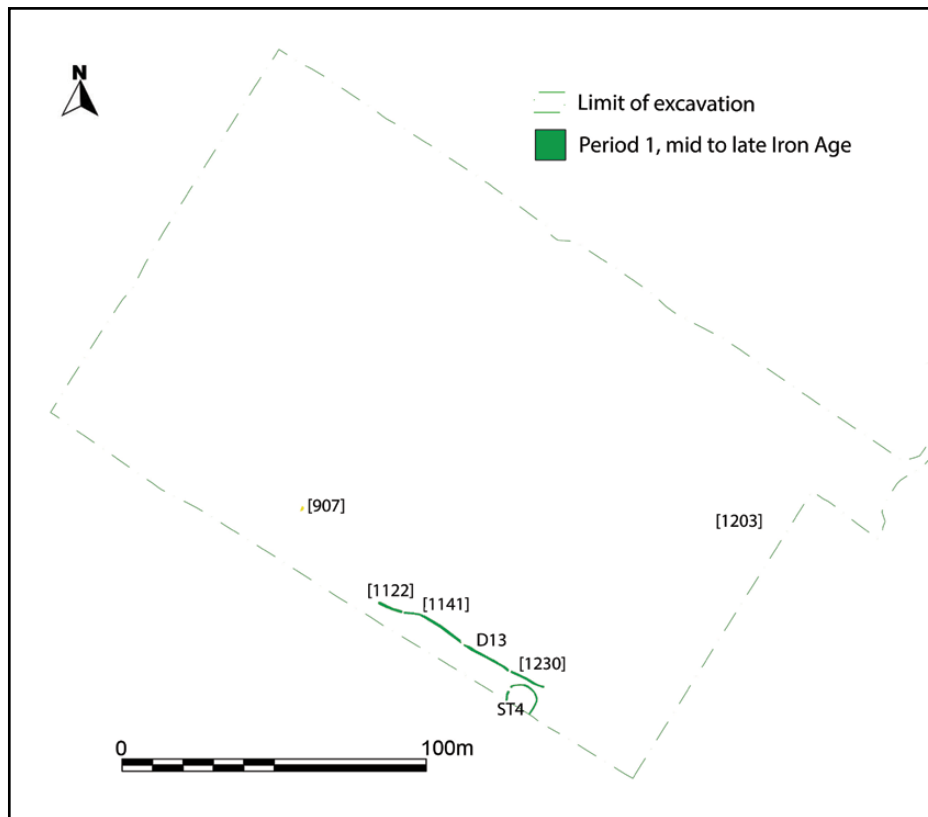 N
Limit of excavation
Period 1, mid to late Iron Age
[907]
[1203]
[1122]
[1141]
D13
[1230]
ST4
0
100m